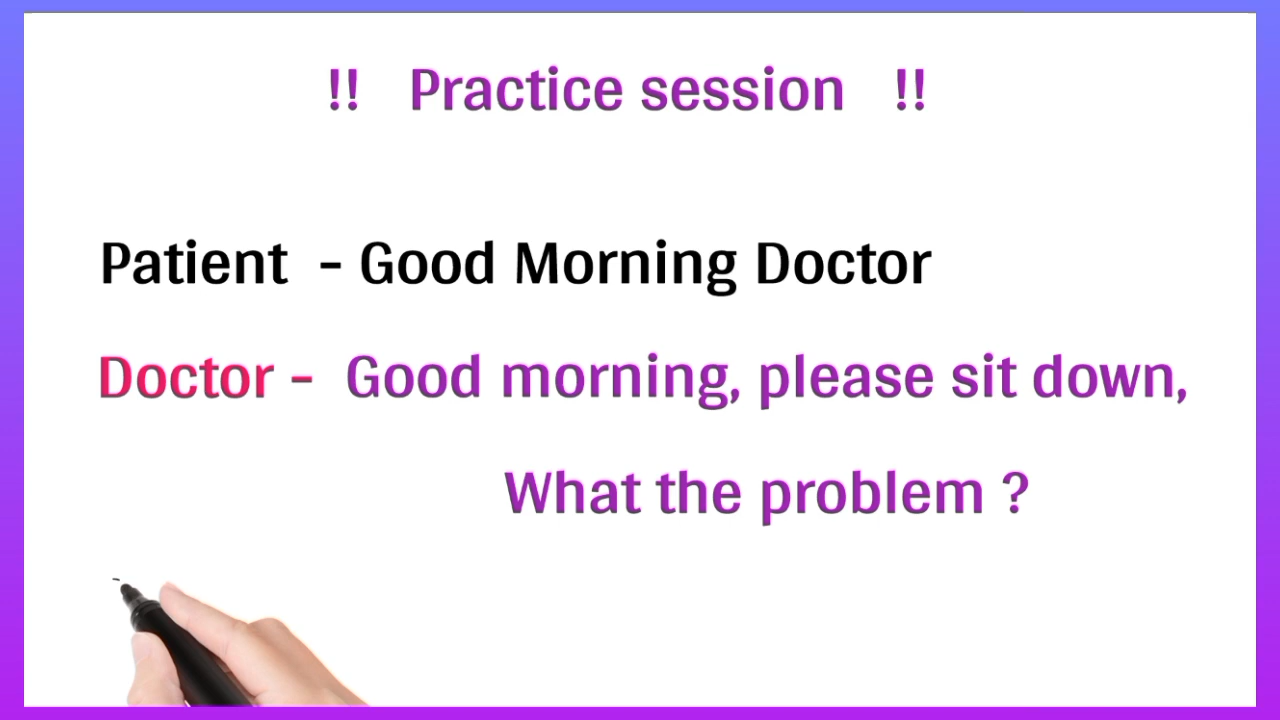 !! Practice session !!
Patient - Good Morning Doctor
Doctor - Good morning, please sit down,
What the problem ?